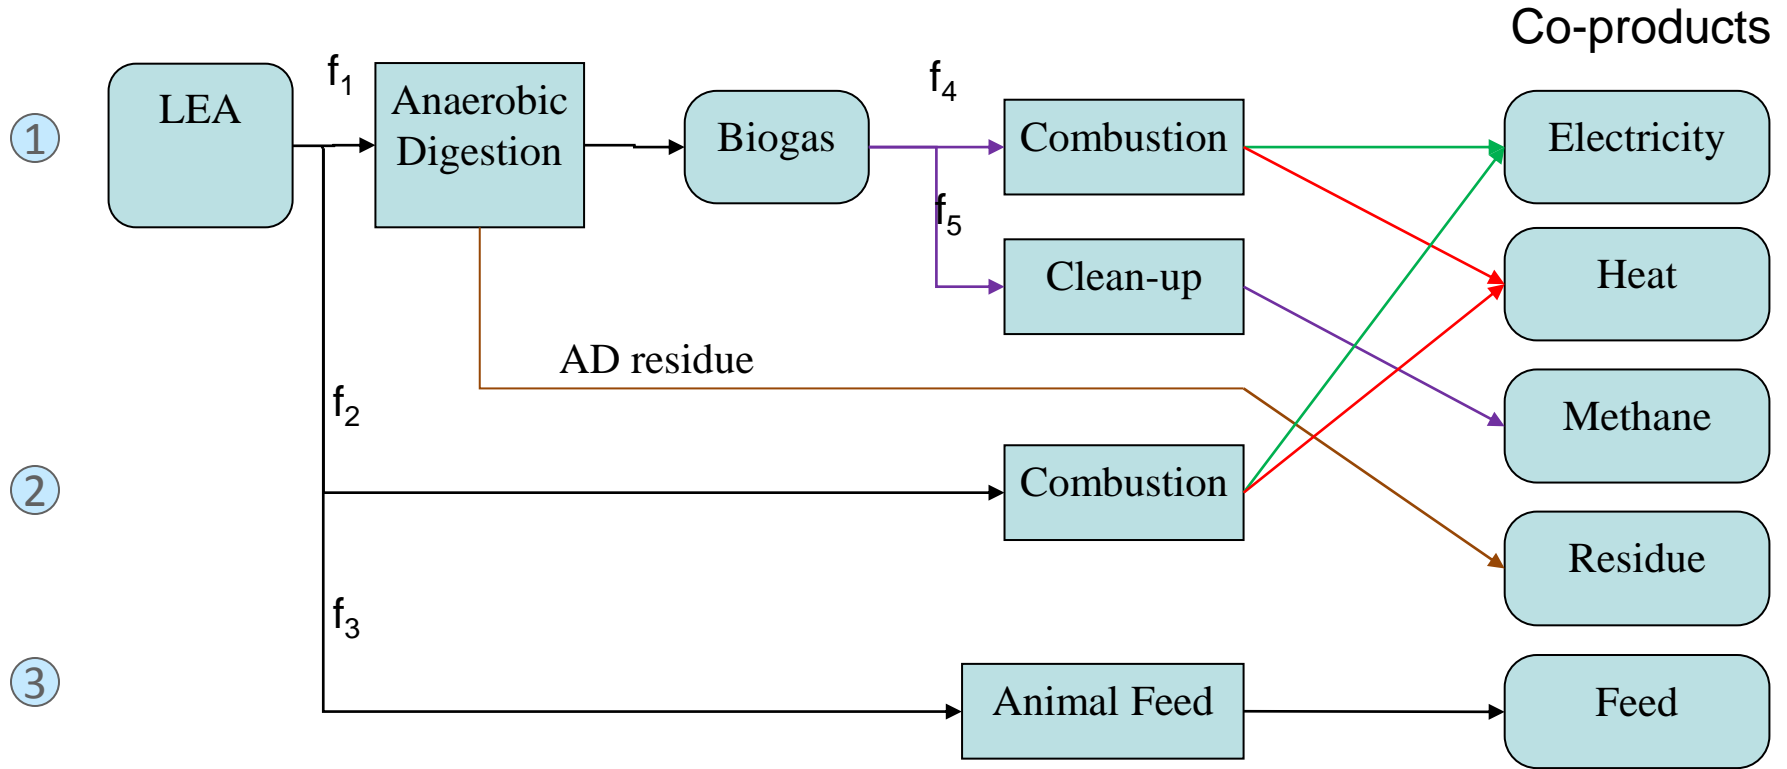 Co-products
1
LEA
f1
Anaerobic
Digestion
Biogas
f4
Combustion
Electricity
f5
Clean-up
Heat
AD residue
Methane
f2
2
Combustion
Residue
f3
3
Animal Feed
Feed